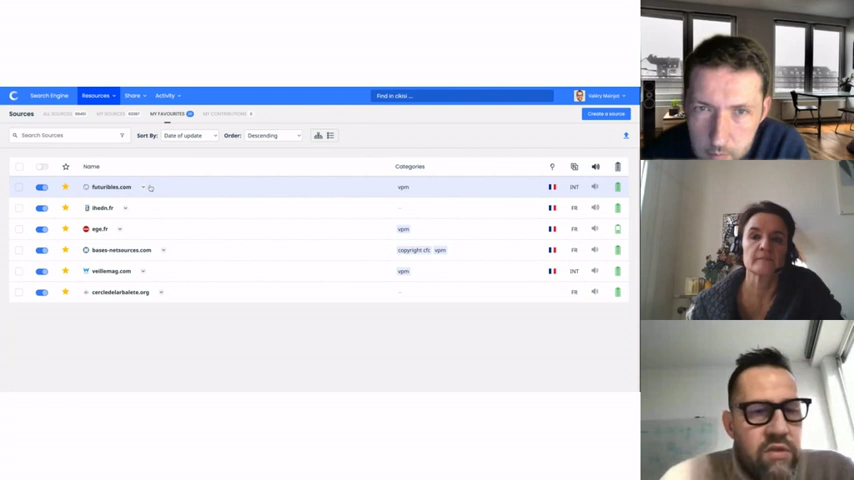 Search Engine Resources Share Activity Find in cikisi ... Valéry Mainjot
Sources ALL SOURCES MY SOURCES MY FAVOURITES MY CONTRIBUTIONS Create a source
Search Sources Sort By: Date of update Order: Descending
Name Categories
futuribles.com vpm INT
ihedn.fr -- FR
ege.fr vpm FR
bases-netsources.com copyright cfc vpm FR
veillemag.com vpm INT
cercledelarbalete.org -- FR